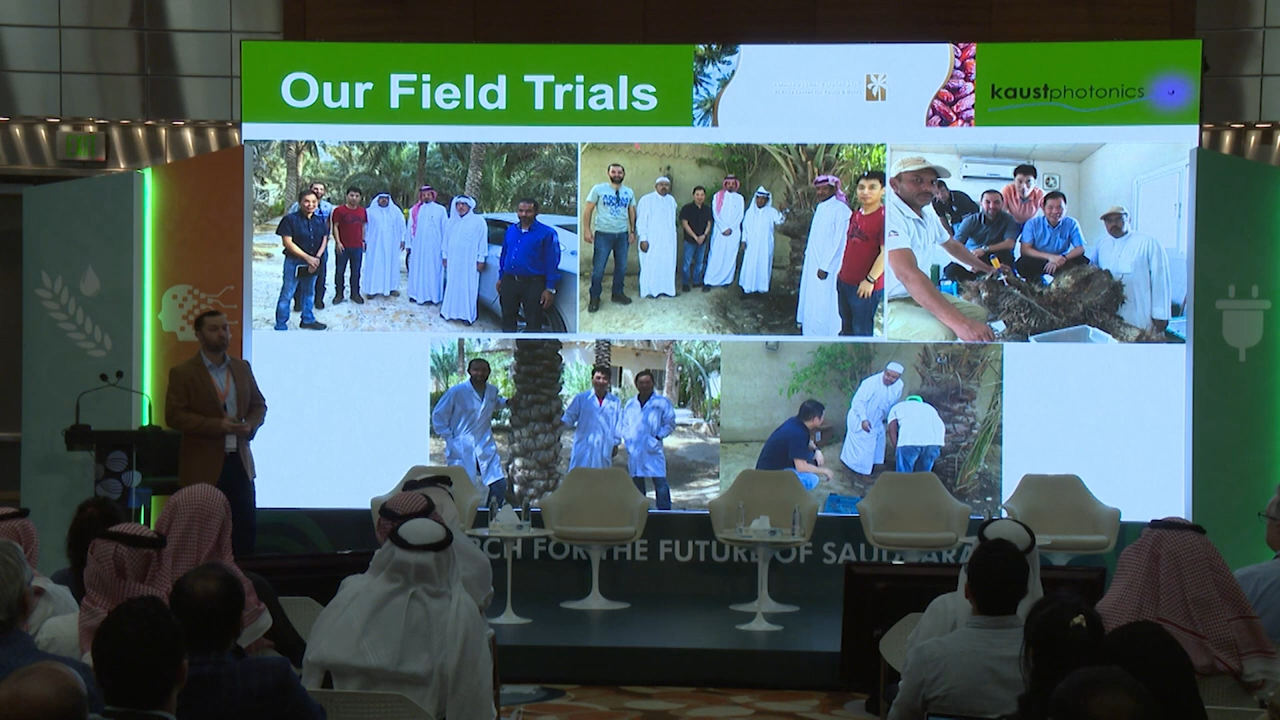 Our Field Trials
kaustphotonics
EXIT
RCH FOR THE FUTURE OF SAUDI ARA